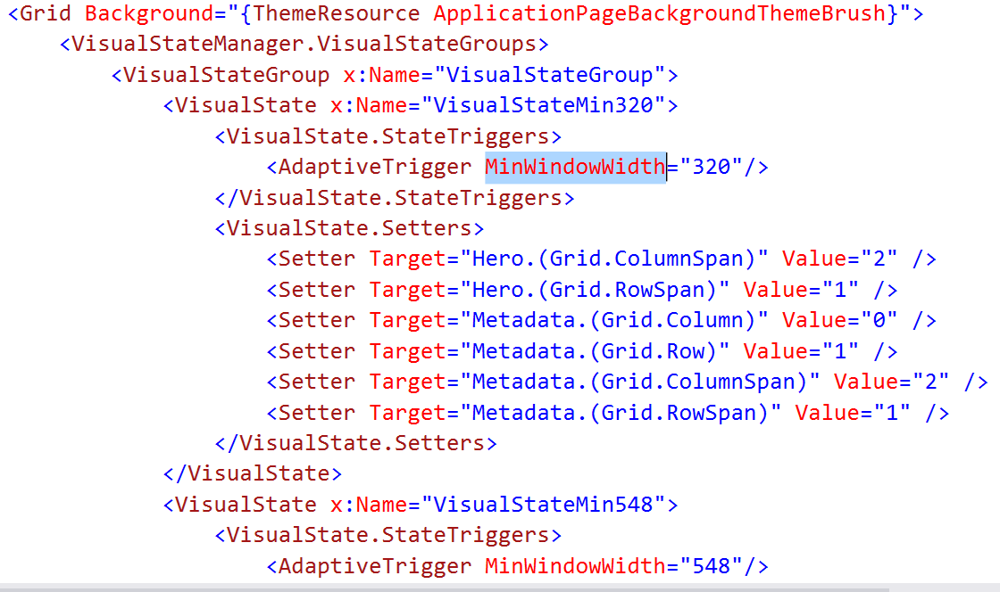 <Grid Background="{ThemeResource ApplicationPageBackgroundThemeBrush}">
    <VisualStateManager.VisualStateGroups>
        <VisualStateGroup x:Name="VisualStateGroup">
            <VisualState x:Name="VisualStateMin320">
                <VisualState.StateTriggers>
                    <AdaptiveTrigger MinWindowWidth="320"/>
                </VisualState.StateTriggers>
                <VisualState.Setters>
                    <Setter Target="Hero.(Grid.ColumnSpan)" Value="2" />
                    <Setter Target="Hero.(Grid.RowSpan)" Value="1" />
                    <Setter Target="Metadata.(Grid.Column)" Value="0" />
                    <Setter Target="Metadata.(Grid.Row)" Value="1" />
                    <Setter Target="Metadata.(Grid.ColumnSpan)" Value="2" />
                    <Setter Target="Metadata.(Grid.RowSpan)" Value="1" />
                </VisualState.Setters>
            </VisualState>
            <VisualState x:Name="VisualStateMin548">
                <VisualState.StateTriggers>
                    <AdaptiveTrigger MinWindowWidth="548"/>